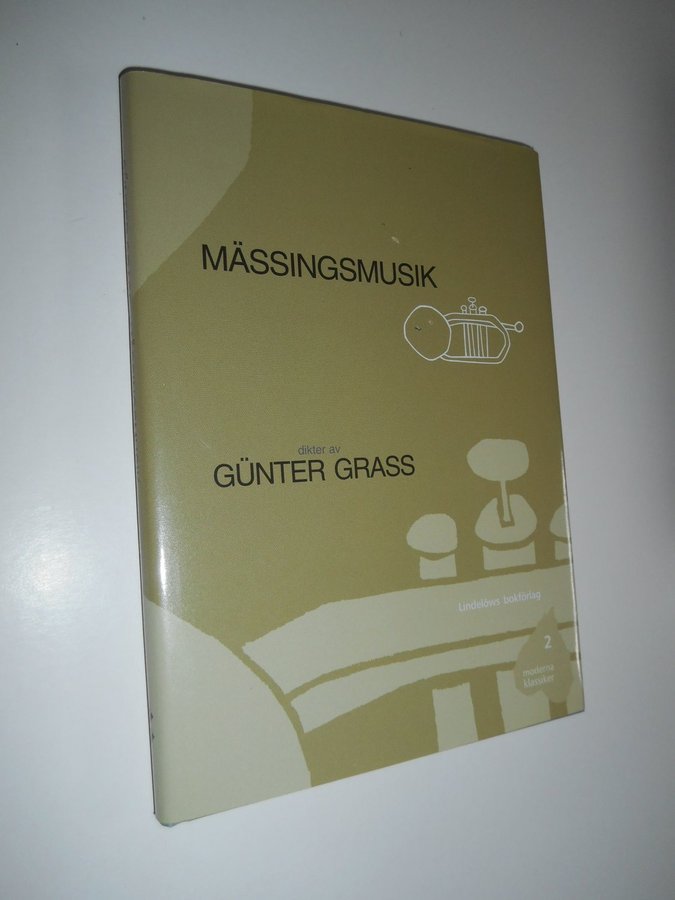 MÄSSINGSMUSIK
dikter av
GÜNTER GRASS
Lindelöws bokförlag
2
moderna
klassiker